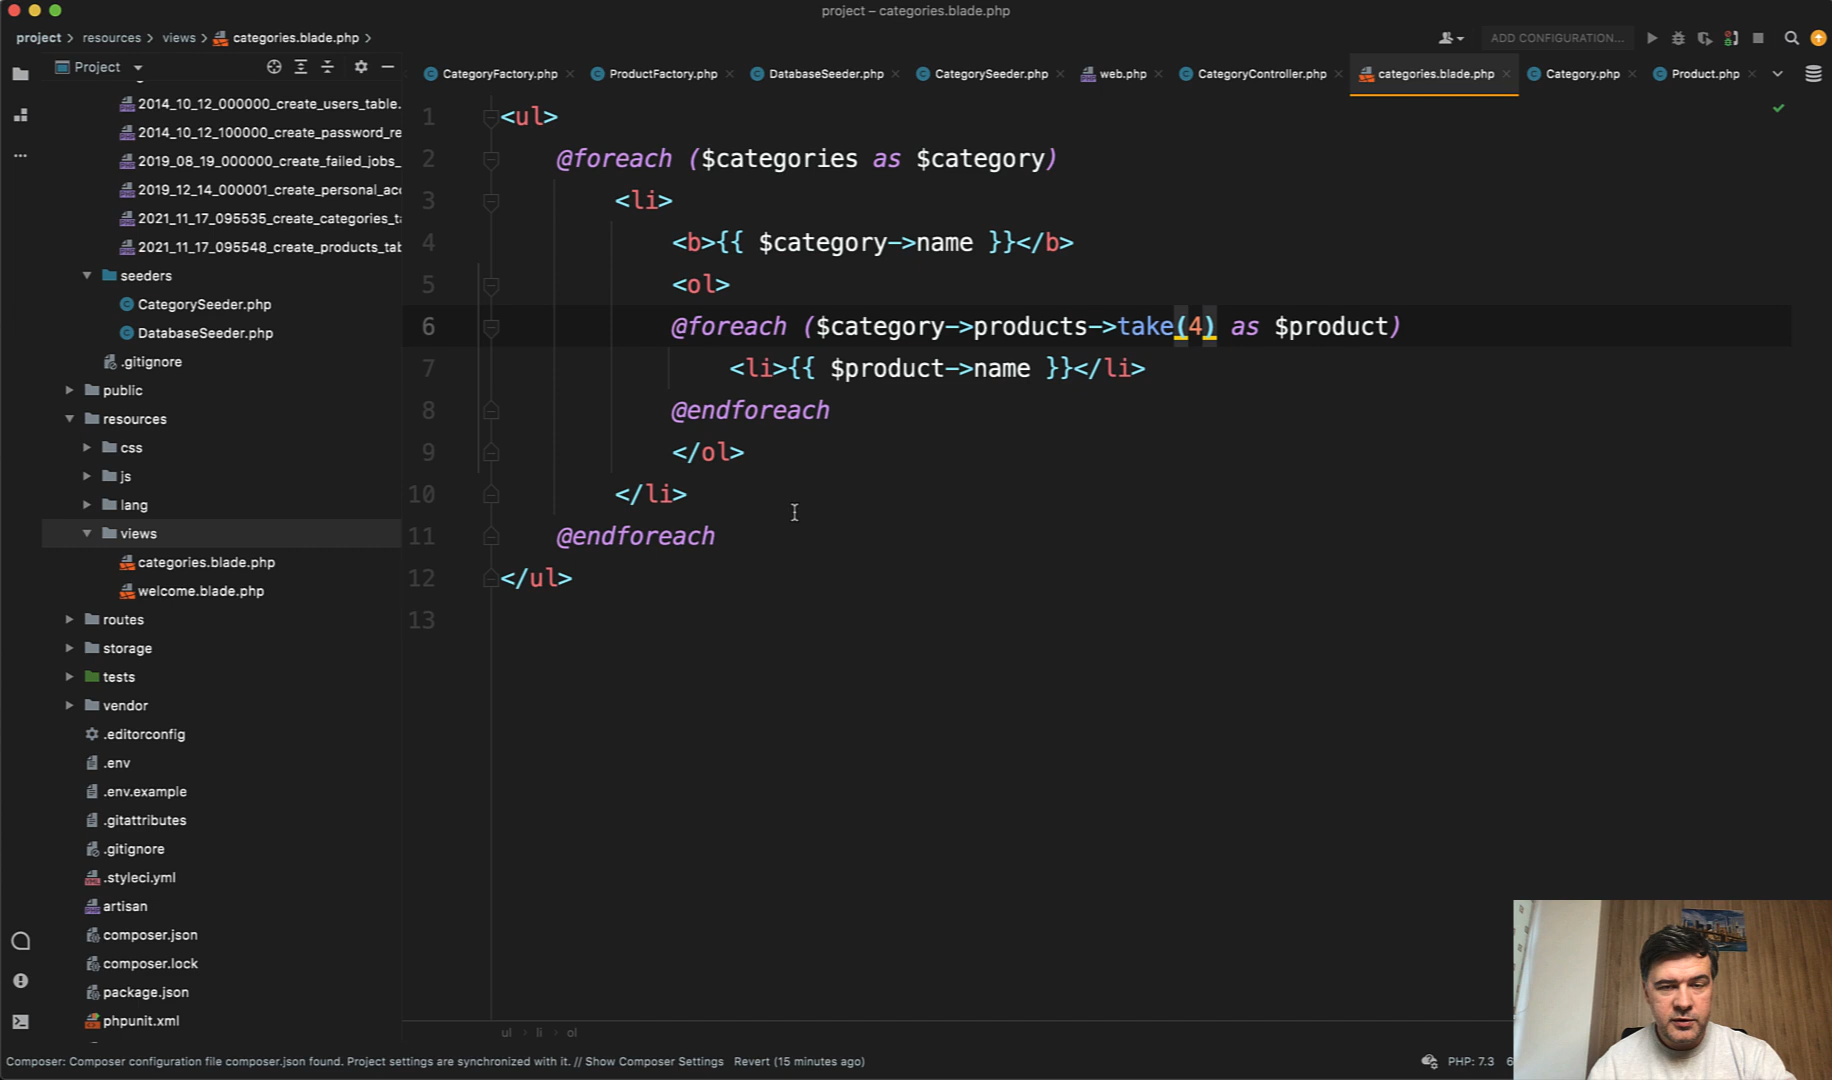 project – categories.blade.php
project resources views categories.blade.php
ADD CONFIGURATION...
Project
CategoryFactory.php ProductFactory.php DatabaseSeeder.php CategorySeeder.php web.php CategoryController.php categories.blade.php Category.php Product.php
2014_10_12_000000_create_users_table.
2014_10_12_100000_create_password_re
2019_08_19_000000_create_failed_jobs_
2019_12_14_000001_create_personal_acc
2021_11_17_095535_create_categories_ta
2021_11_17_095548_create_products_tab
seeders
CategorySeeder.php
DatabaseSeeder.php
.gitignore
public
resources
css
js
lang
views
categories.blade.php
welcome.blade.php
routes
storage
tests
vendor
.editorconfig
.env
.env.example
.gitattributes
.gitignore
.styleci.yml
artisan
composer.json
composer.lock
package.json
phpunit.xml
1 <ul>
2 @foreach ($categories as $category)
3 <li>
4 <b>{{ $category->name }}</b>
5 <ol>
6 @foreach ($category->products->take(4) as $product)
7 <li>{{ $product->name }}</li>
8 @endforeach
9 </ol>
10 </li>
11 @endforeach
12 </ul>
13
ul li ol
Composer: Composer configuration file composer.json found. Project settings are synchronized with it. // Show Composer Settings Revert (15 minutes ago)
PHP: 7.3